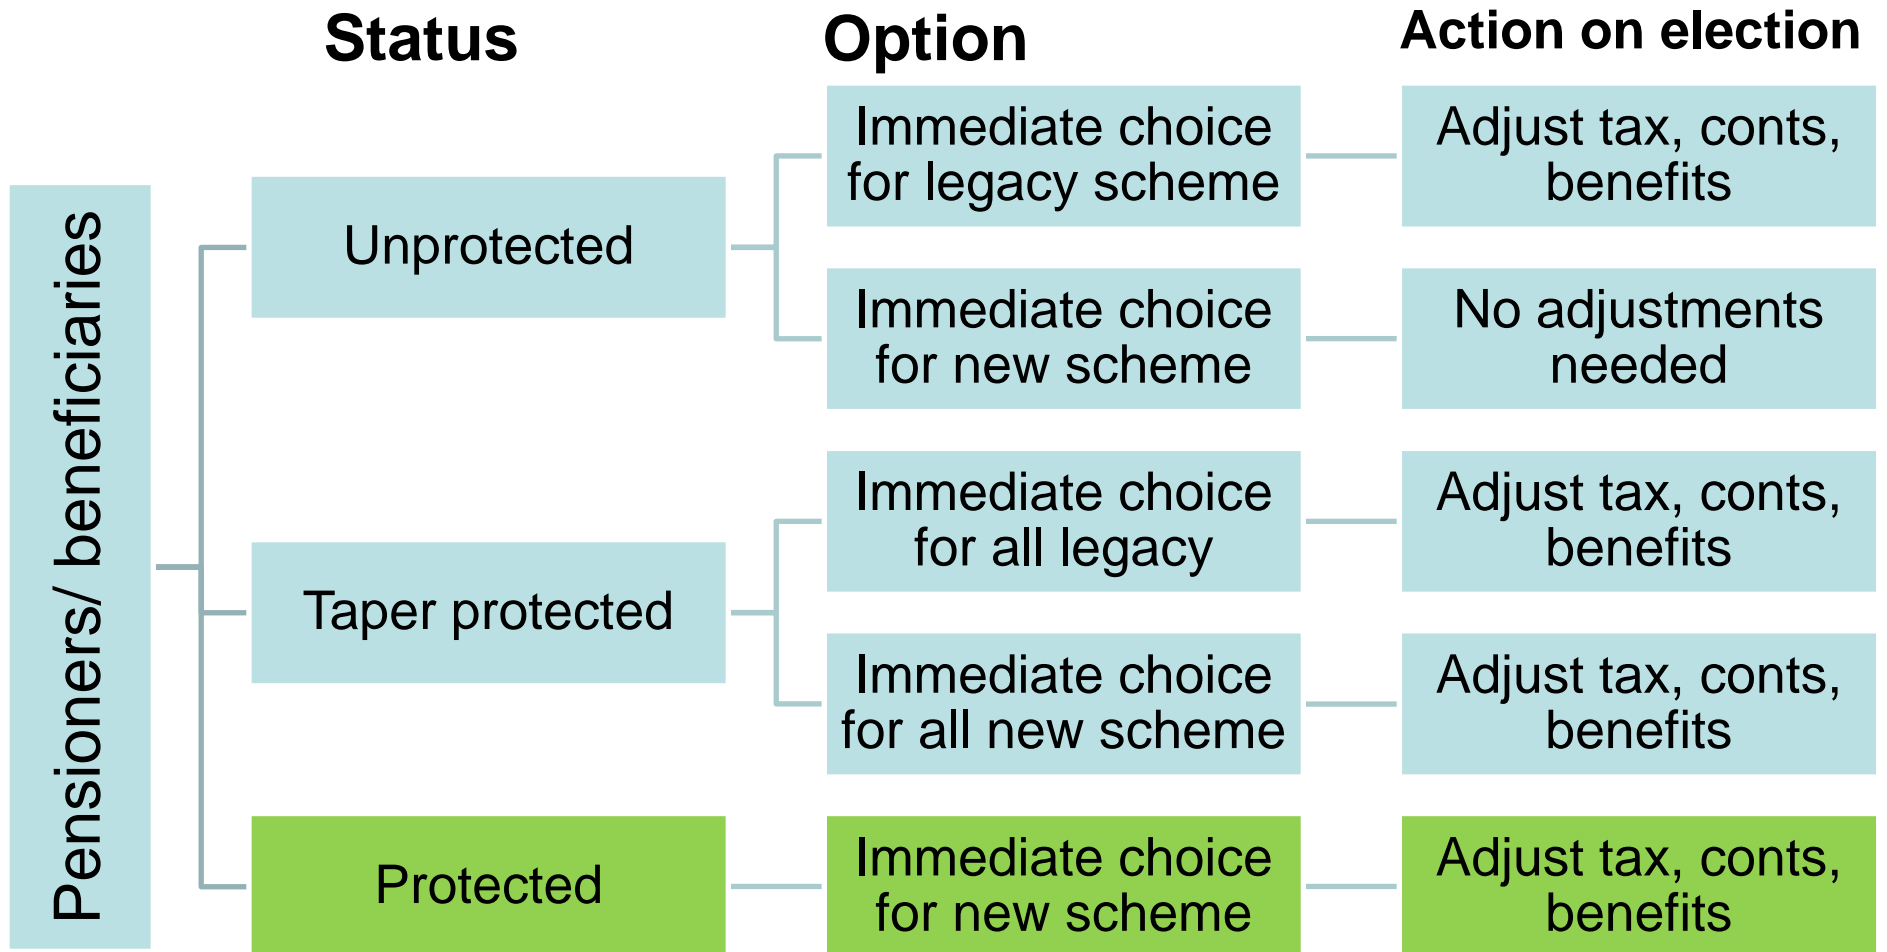 Status
Option
Action on election
Pensioners/ beneficiaries
Unprotected
Immediate choice
for legacy scheme
Adjust tax, conts,
benefits
Immediate choice
for new scheme
No adjustments
needed
Taper protected
Immediate choice
for all legacy
Adjust tax, conts,
benefits
Immediate choice
for all new scheme
Adjust tax, conts,
benefits
Protected
Immediate choice
for new scheme
Adjust tax, conts,
benefits